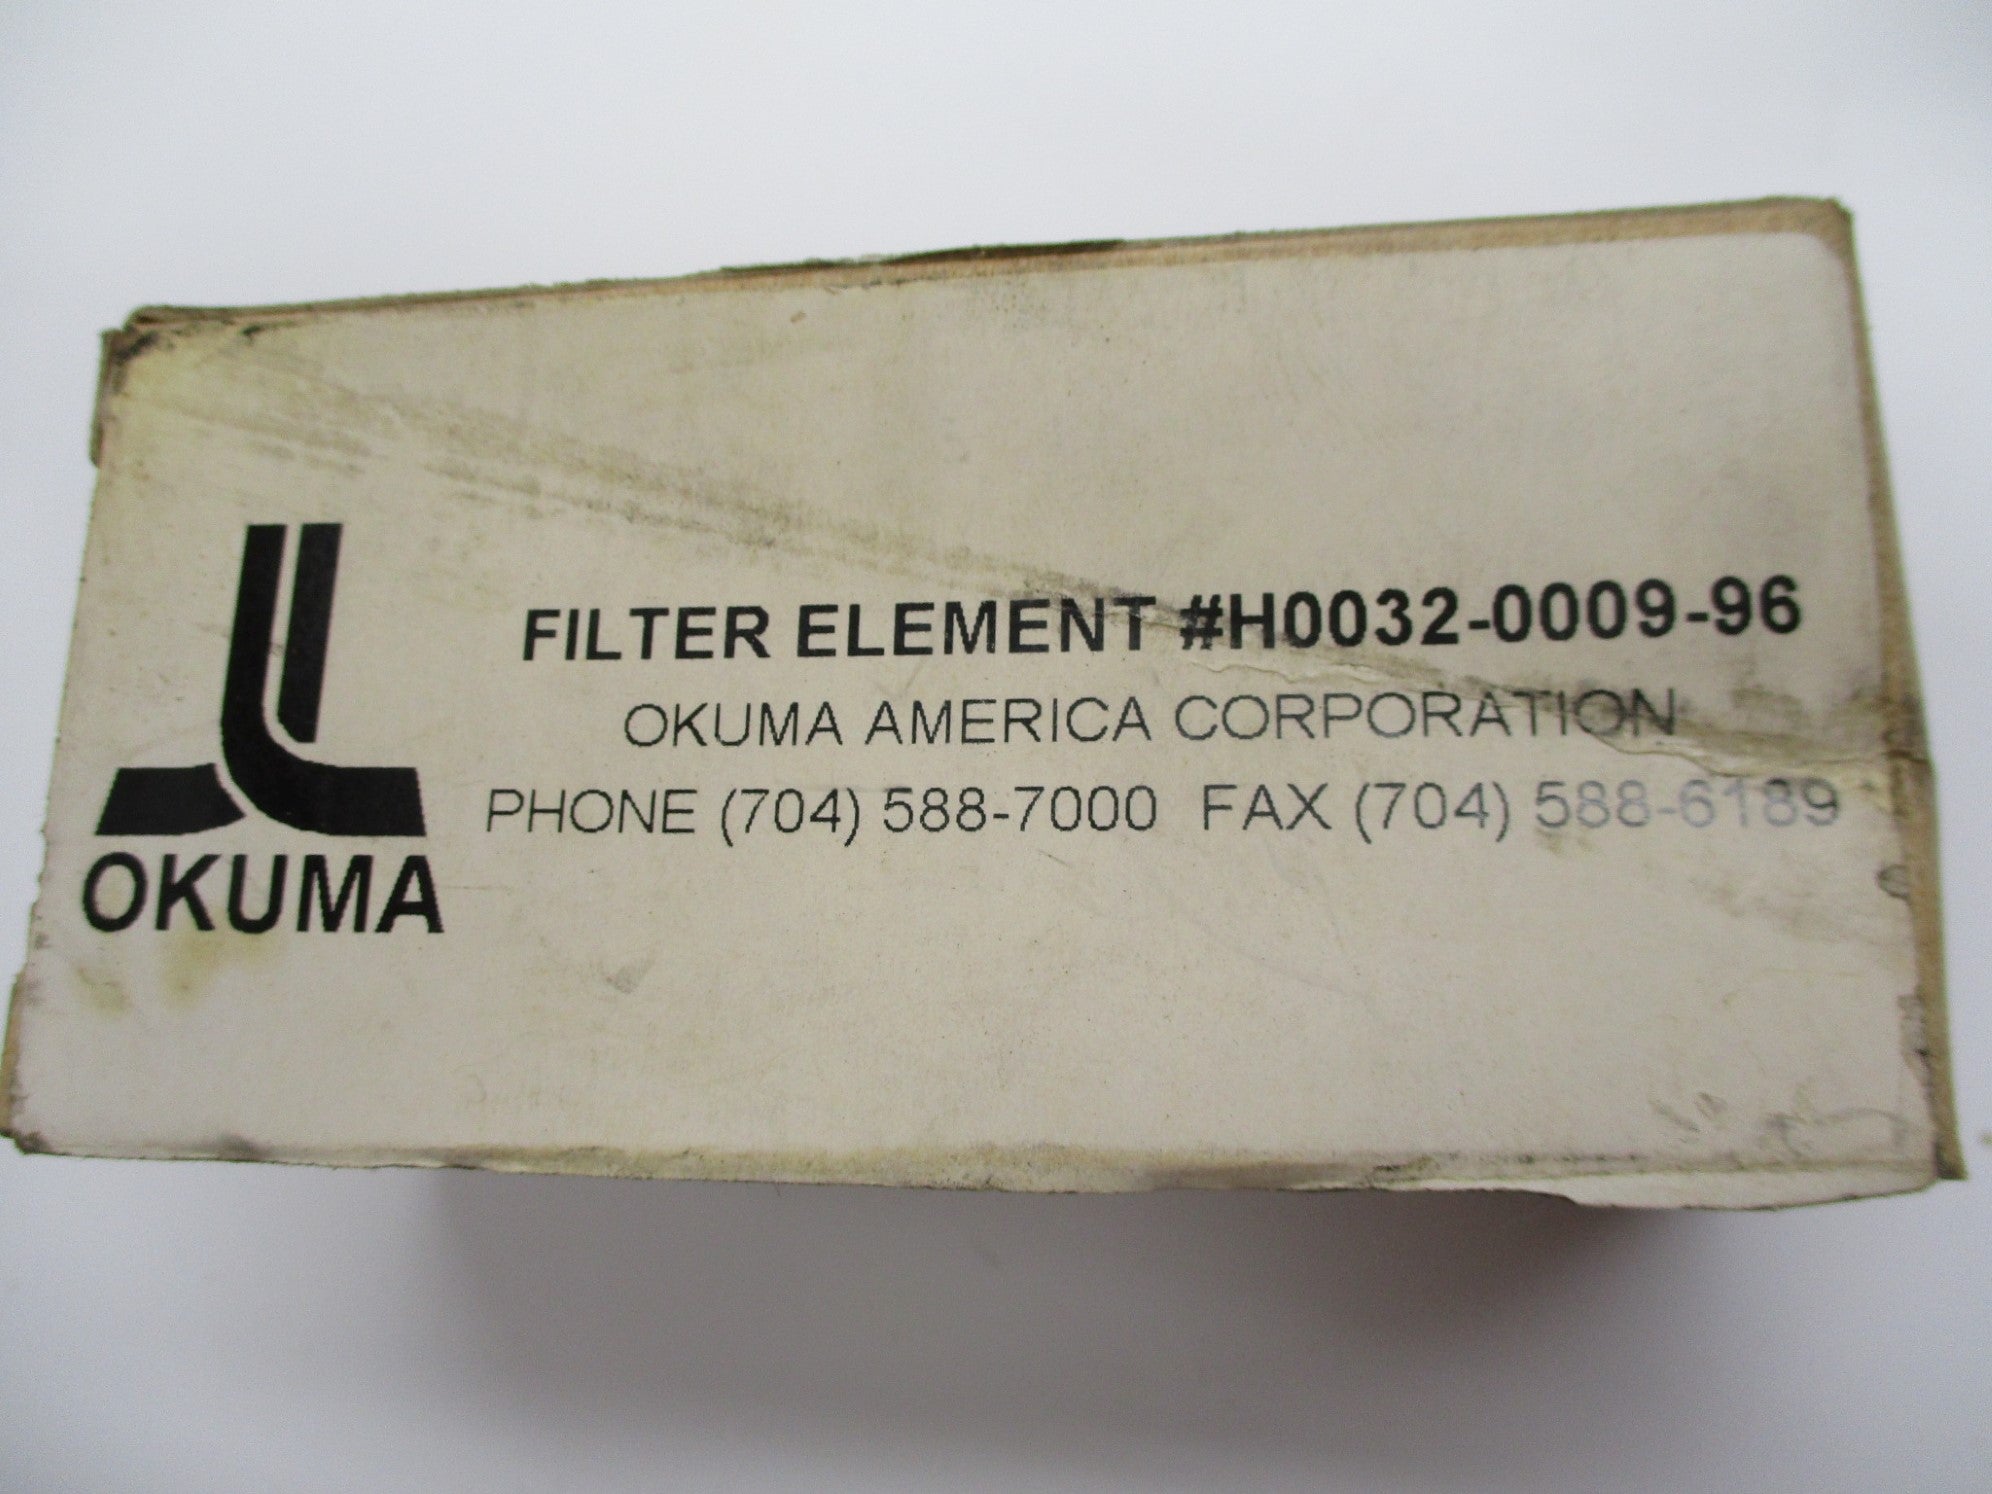 FILTER ELEMENT #H0032-0009-96
OKUMA AMERICA CORPORATION
PHONE (704) 588-7000 FAX (704) 588-6189
OKUMA